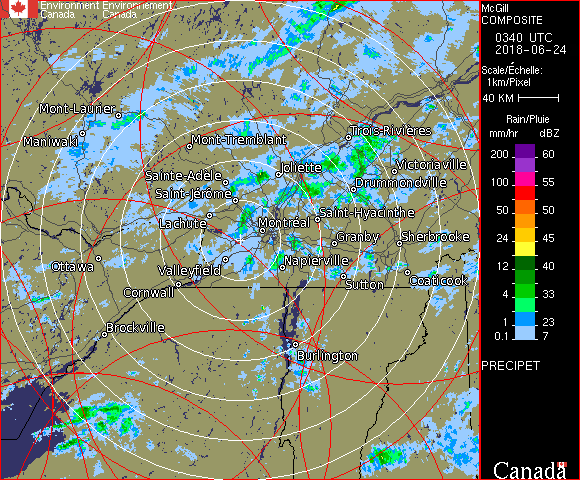 Environment Environnement
Canada Canada
McGill
COMPOSITE
0340 UTC
2018-06-24
Scale/Échelle:
1km/Pixel
40 KM
Rain/Pluie
mm/hr dBZ
200 60
100 55
50 50
24 45
12 40
4 33
1 23
0.1 7
PRECIPET
Canada
Mont-Laurier
Maniwaki
Mont-Tremblant
Trois-Rivières
Joliette
Victoriaville
Sainte-Adèle
Drummondville
Saint-Jérôme
Saint-Hyacinthe
Lachute
Montréal
Granby
Sherbrooke
Ottawa
Valleyfield
Napierville
Cornwall
Sutton
Coaticook
Brockville
Burlington